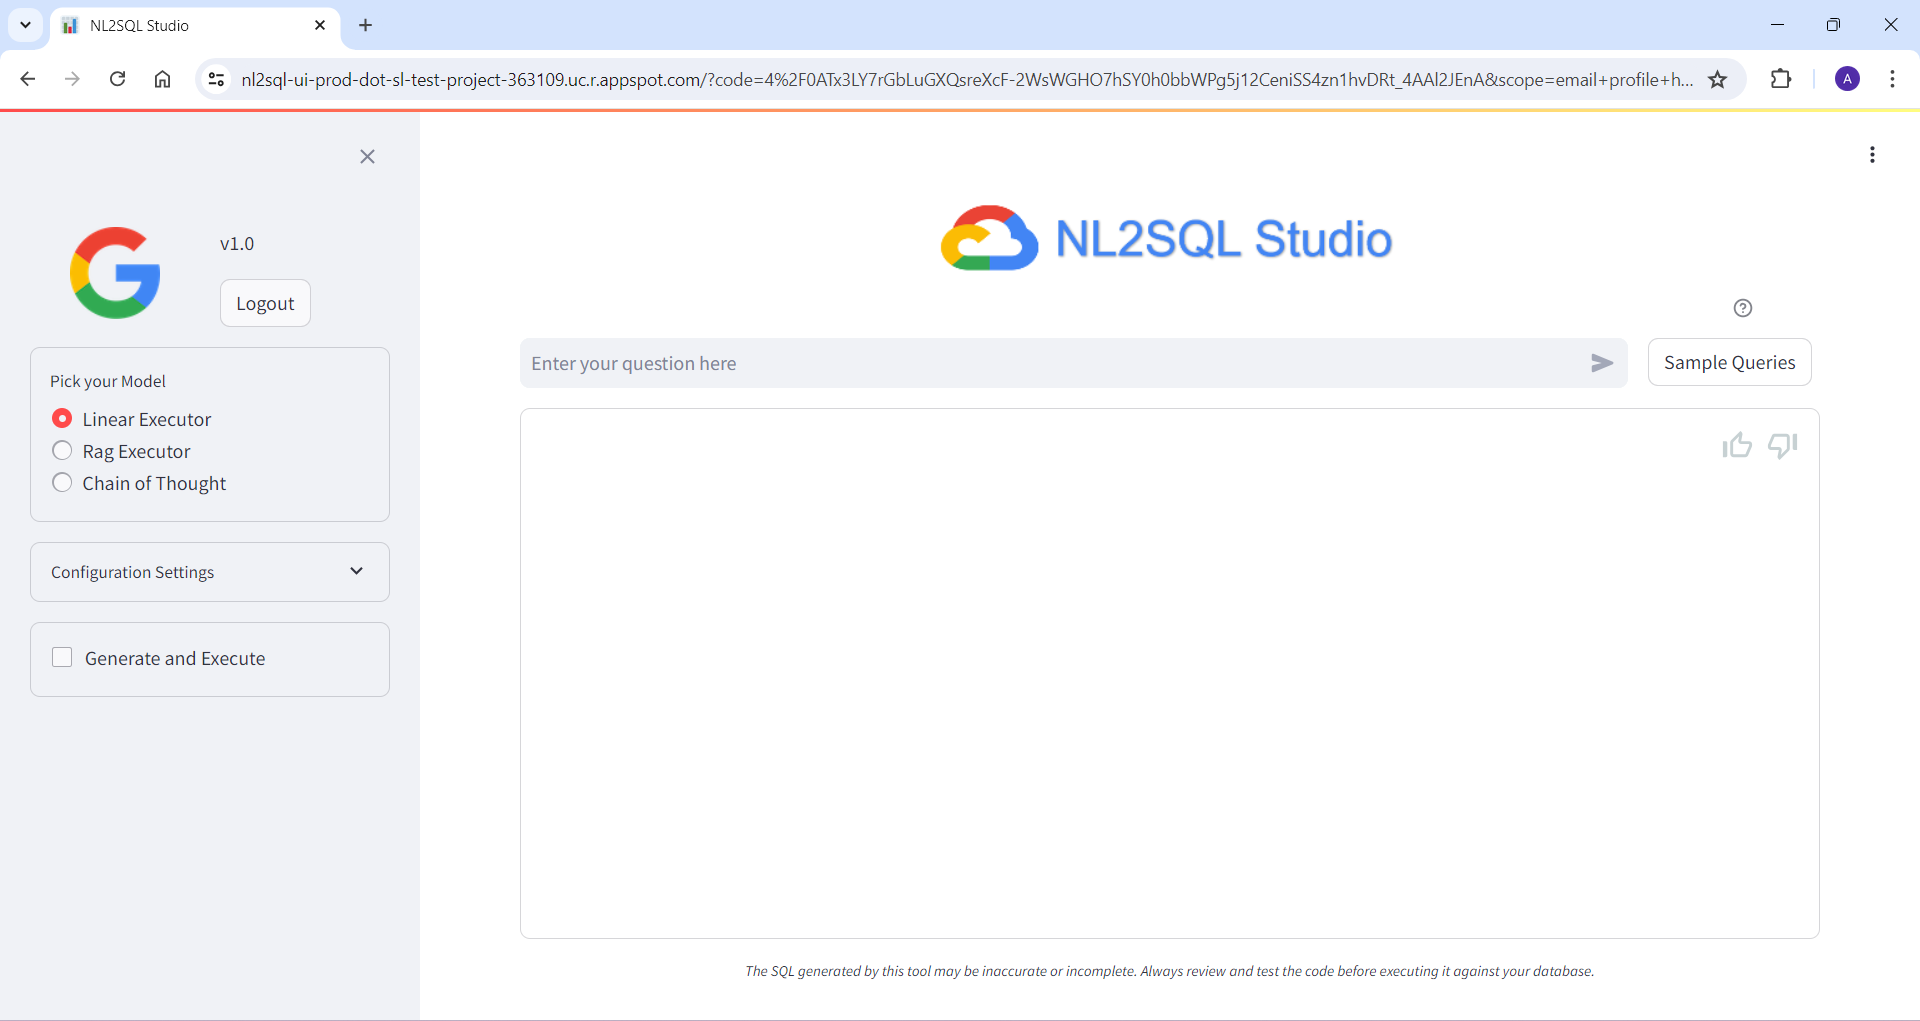 NL2SQL Studio
nl2sql-ui-prod-dot-sl-test-project-363109.uc.r.appspot.com/?code=4%2F0ATx3LY7rGbLuGXQsreXcF-2WsWGHO7hSY0h0bbWPg5j12CeniSS4zn1hvDRt_4AAl2JEnA&scope=email+profile+h...
A
v1.0
Logout
Pick your Model
Linear Executor
Rag Executor
Chain of Thought
Configuration Settings
Generate and Execute
NL2SQL Studio
Enter your question here
Sample Queries
The SQL generated by this tool may be inaccurate or incomplete. Always review and test the code before executing it against your database.